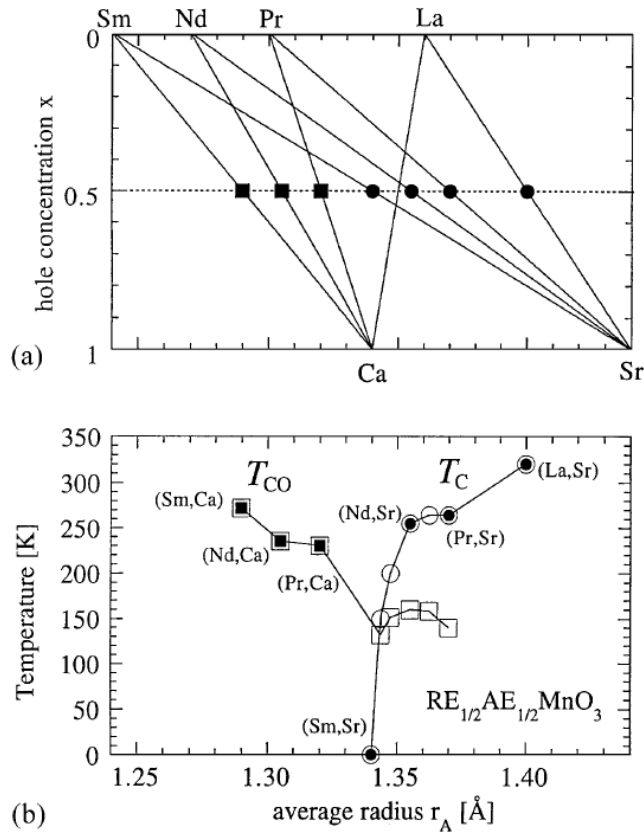 Sm Nd Pr La
0
0.5
1
hole concentration x
(a)
Ca
Sr
350
300
250
200
150
100
50
0
Temperature [K]
T_CO
T_C
(Sm,Ca)
(Nd,Ca)
(Pr,Ca)
(Nd,Sr)
(Pr,Sr)
(La,Sr)
(Sm,Sr)
RE_1/2AE_1/2MnO_3
1.25 1.30 1.35 1.40
(b)
average radius r_A [Å]